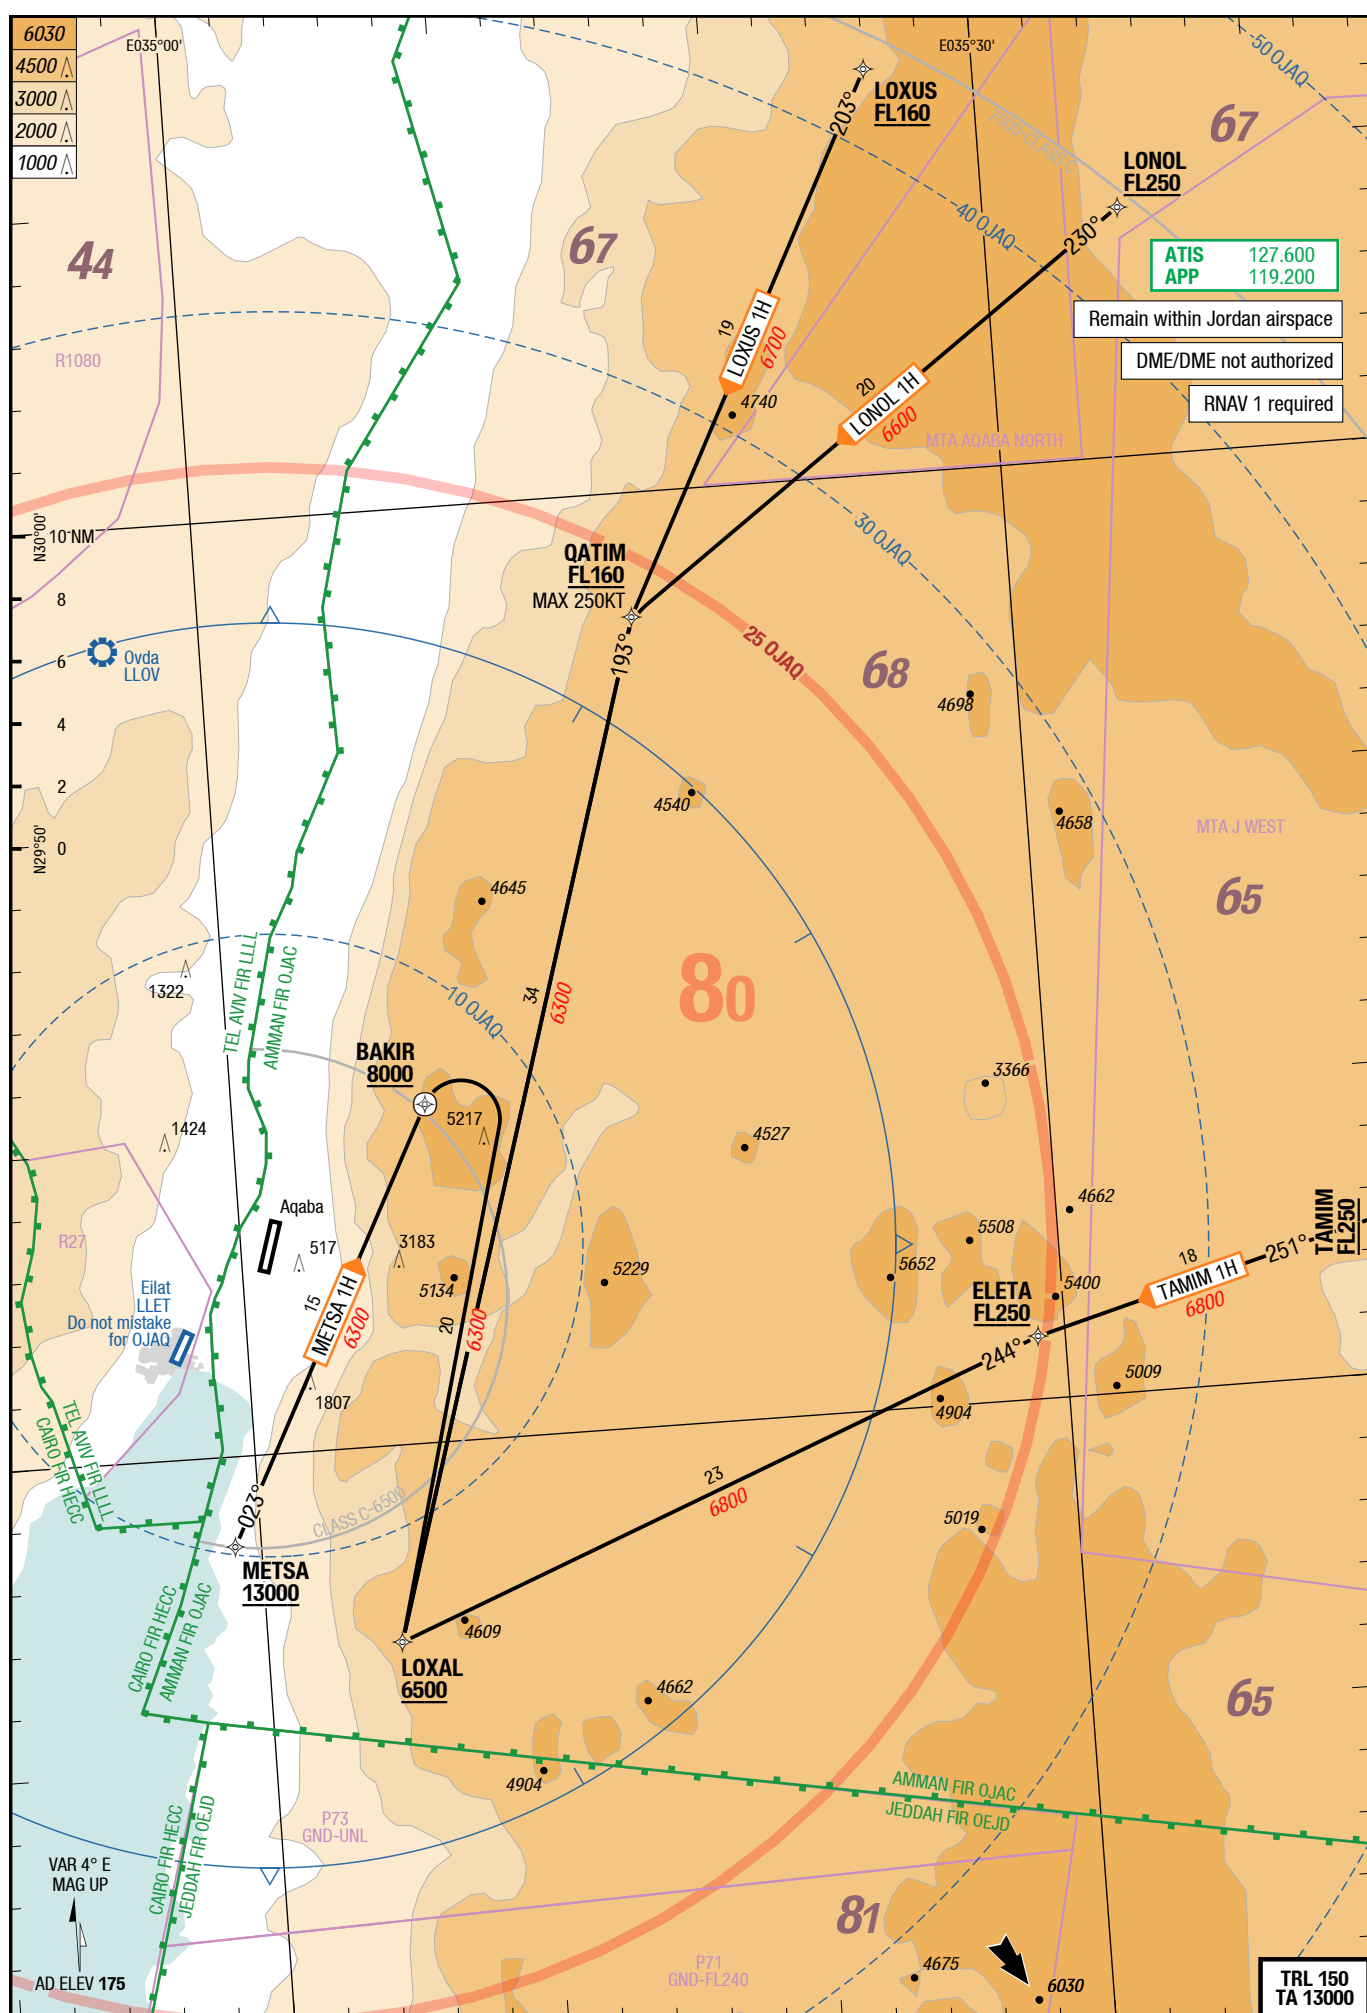 6030
4500
3000
2000
1000
E035°00'
E035°30'
50 OJAQ
LOXUS
FL160
203°
7000-CLASS C
67
LONOL
FL250
40 OJAQ
230°
44
67
ATIS 127.600
APP 119.200
Remain within Jordan airspace
DME/DME not authorized
RNAV 1 required
R1080
19
LOXUS 1H
6700
4740
20
LONOL 1H
6600
MTA AQABA NORTH
N30°00'
10 NM
8
6
4
2
0
N29°50'
30 OJAQ
QATIM
FL160
MAX 250KT
193°
25 OJAQ
68
Ovda
LLOV
4698
4540
4658
MTA J WEST
65
4645
80
1322
TEL AVIV FIR LLLL
AMMAN FIR OJAC
10 OJAQ
34
6300
BAKIR
8000
5217
3366
1424
4527
Aqaba
517
3183
5134
5229
5652
5508
4662
5400
TAMIM
FL250
251°
18
TAMIM 1H
6800
R27
Eilat
LLET
Do not mistake
for OJAQ
15
METSA 1H
6300
20
6300
ELETA
FL250
244°
5009
4904
1807
TEL AVIV FIR LLLL
CAIRO FIR HECC
023°
CLASS C-6500
23
6800
5019
METSA
13000
CAIRO FIR HECC
AMMAN FIR OJAC
4609
LOXAL
6500
4662
65
4904
AMMAN FIR OJAC
JEDDAH FIR OEJD
P73
GND-UNL
CAIRO FIR HECC
JEDDAH FIR OEJD
VAR 4° E
MAG UP
AD ELEV 175
81
P71
GND-FL240
4675
6030
TRL 150
TA 13000